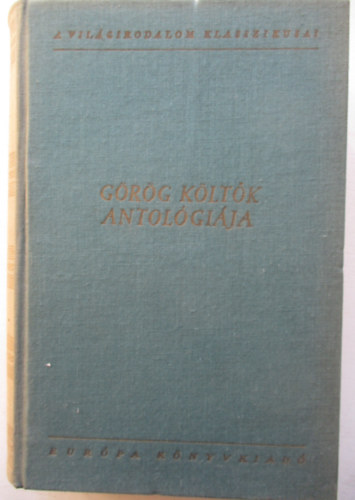 A VILÁGIRODALOM KLASSZIKUSAI
GÖRÖG KÖLTŐK
ANTOLÓGIÁJA
EURÓPA KÖNYVKIADÓ